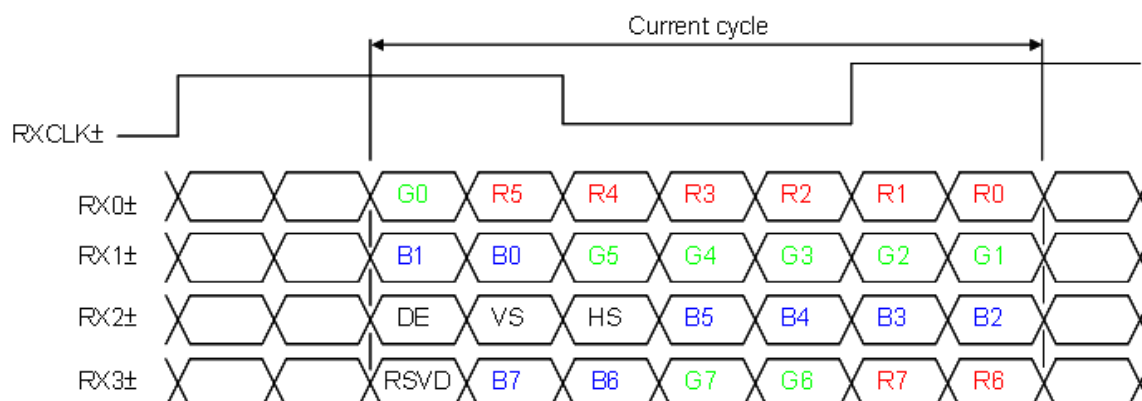 Current cycle
RXCLK±
RX0± G0 R5 R4 R3 R2 R1 R0
RX1± B1 B0 G5 G4 G3 G2 G1
RX2± DE VS HS B5 B4 B3 B2
RX3± RSVD B7 B6 G7 G6 R7 R6